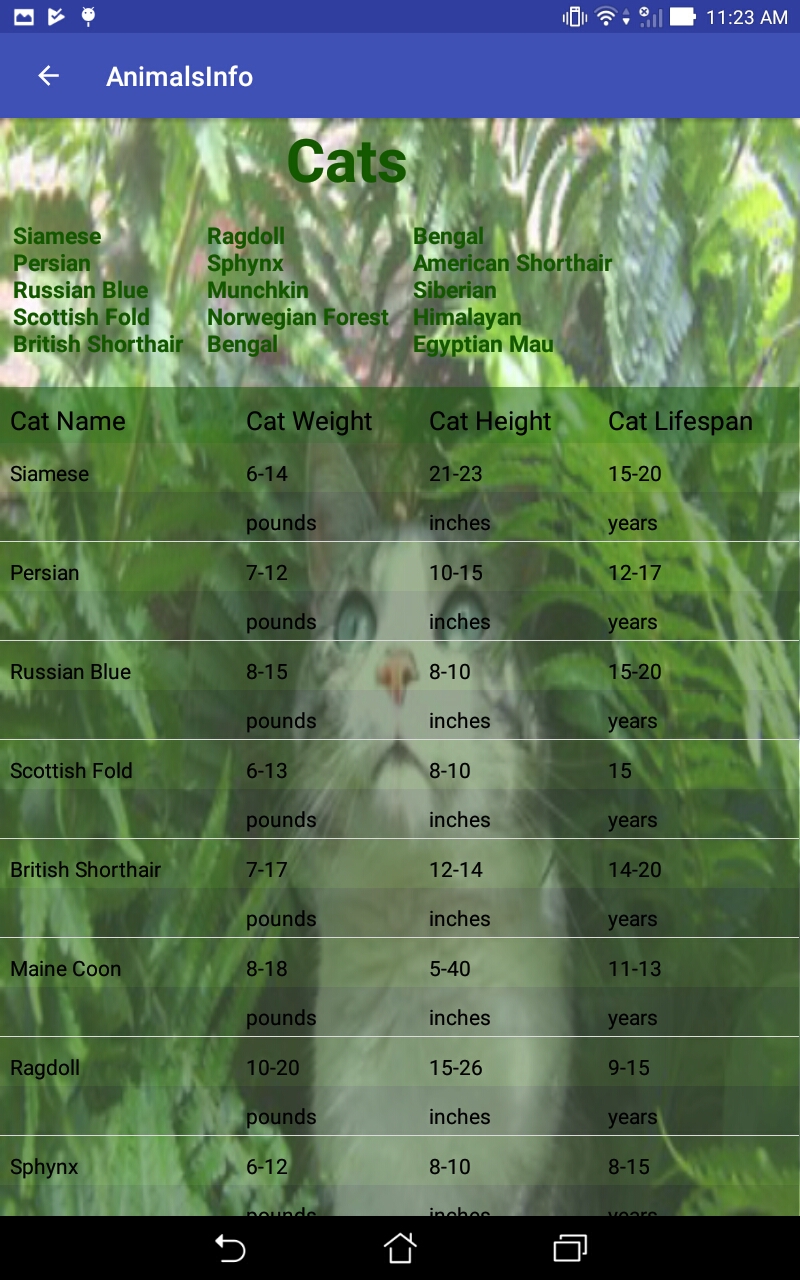 11:23 AM
AnimalsInfo
Cats
Siamese Ragdoll Bengal
Persian Sphynx American Shorthair
Russian Blue Munchkin Siberian
Scottish Fold Norwegian Forest Himalayan
British Shorthair Bengal Egyptian Mau
Cat Name Cat Weight Cat Height Cat Lifespan
Siamese 6-14 21-23 15-20
pounds inches years
Persian 7-12 10-15 12-17
pounds inches years
Russian Blue 8-15 8-10 15-20
pounds inches years
Scottish Fold 6-13 8-10 15
pounds inches years
British Shorthair 7-17 12-14 14-20
pounds inches years
Maine Coon 8-18 5-40 11-13
pounds inches years
Ragdoll 10-20 15-26 9-15
pounds inches years
Sphynx 6-12 8-10 8-15
pounds inches years